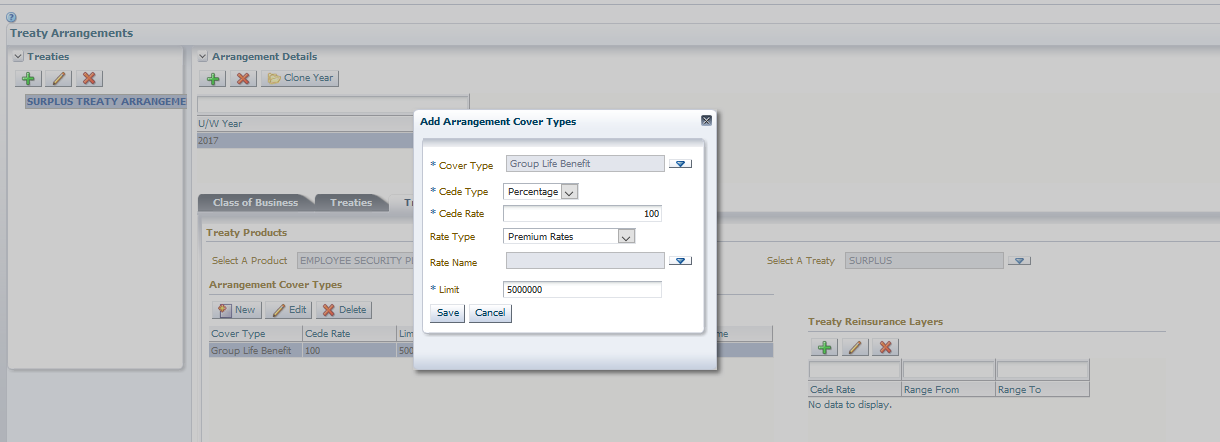 Treaty Arrangements
Treaties
SURPLUS TREATY ARRANGEME
Arrangement Details
Clone Year
U/W Year
2017
Class of Business
Treaties
Treaty Products
Select A Product EMPLOYEE SECURITY
Select A Treaty SURPLUS
Arrangement Cover Types
New Edit Delete
Cover Type Cede Rate Lim
Group Life Benefit 100 500
Add Arrangement Cover Types
* Cover Type Group Life Benefit
* Cede Type Percentage
* Cede Rate 100
Rate Type Premium Rates
Rate Name
* Limit 5000000
Save Cancel
Treaty Reinsurance Layers
Cede Rate Range From Range To
No data to display.